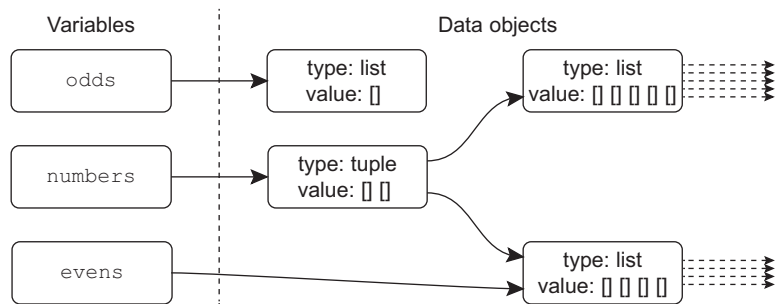 Variables Data objects
odds
type: list
value: []
type: list
value: [] [] [] [] []
numbers
type: tuple
value: [] []
evens
type: list
value: [] [] [] []